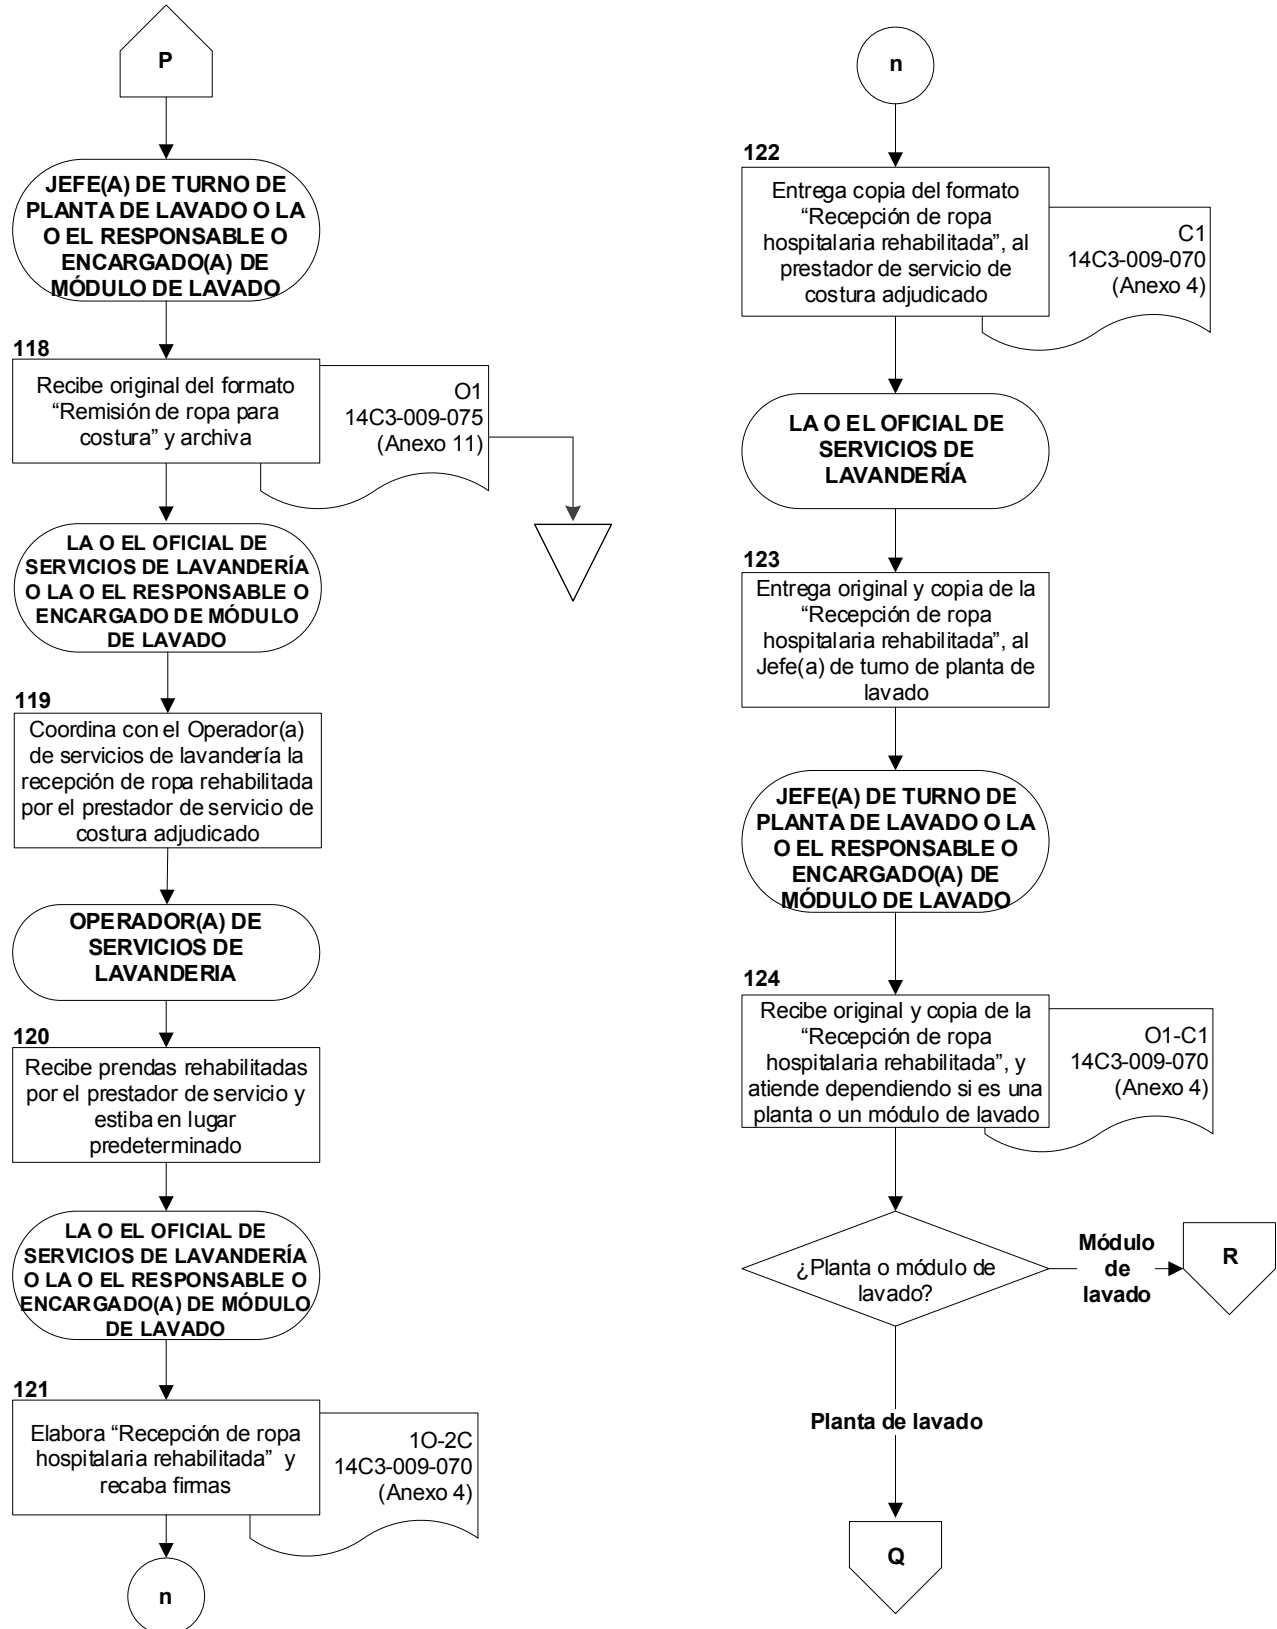 P
JEFE(A) DE TURNO DE
PLANTA DE LAVADO O LA
O EL RESPONSABLE O
ENCARGADO(A) DE
MÓDULO DE LAVADO
118
Recibe original del formato
“Remisión de ropa para
costura” y archiva
O1
14C3-009-075
(Anexo 11)
LA O EL OFICIAL DE
SERVICIOS DE LAVANDERÍA
O LA O EL RESPONSABLE O
ENCARGADO DE MÓDULO
DE LAVADO
119
Coordina con el Operador(a)
de servicios de lavandería la
recepción de ropa rehabilitada
por el prestador de servicio de
costura adjudicado
OPERADOR(A) DE
SERVICIOS DE
LAVANDERIA
120
Recibe prendas rehabilitadas
por el prestador de servicio y
estiba en lugar
predeterminado
LA O EL OFICIAL DE
SERVICIOS DE LAVANDERÍA
O LA O EL RESPONSABLE O
ENCARGADO(A) DE MÓDULO
DE LAVADO
121
Elabora “Recepción de ropa
hospitalaria rehabilitada” y
recaba firmas
1O-2C
14C3-009-070
(Anexo 4)
n
n
122
Entrega copia del formato
“Recepción de ropa
hospitalaria rehabilitada”, al
prestador de servicio de
costura adjudicado
C1
14C3-009-070
(Anexo 4)
LA O EL OFICIAL DE
SERVICIOS DE
LAVANDERÍA
123
Entrega original y copia de la
“Recepción de ropa
hospitalaria rehabilitada”, al
Jefe(a) de turno de planta de
lavado
JEFE(A) DE TURNO DE
PLANTA DE LAVADO O LA
O EL RESPONSABLE O
ENCARGADO(A) DE
MÓDULO DE LAVADO
124
Recibe original y copia de la
“Recepción de ropa
hospitalaria rehabilitada”, y
atiende dependiendo si es una
planta o un módulo de lavado
O1-C1
14C3-009-070
(Anexo 4)
¿Planta o módulo de
lavado?
Módulo
de
lavado
R
Planta de lavado
Q